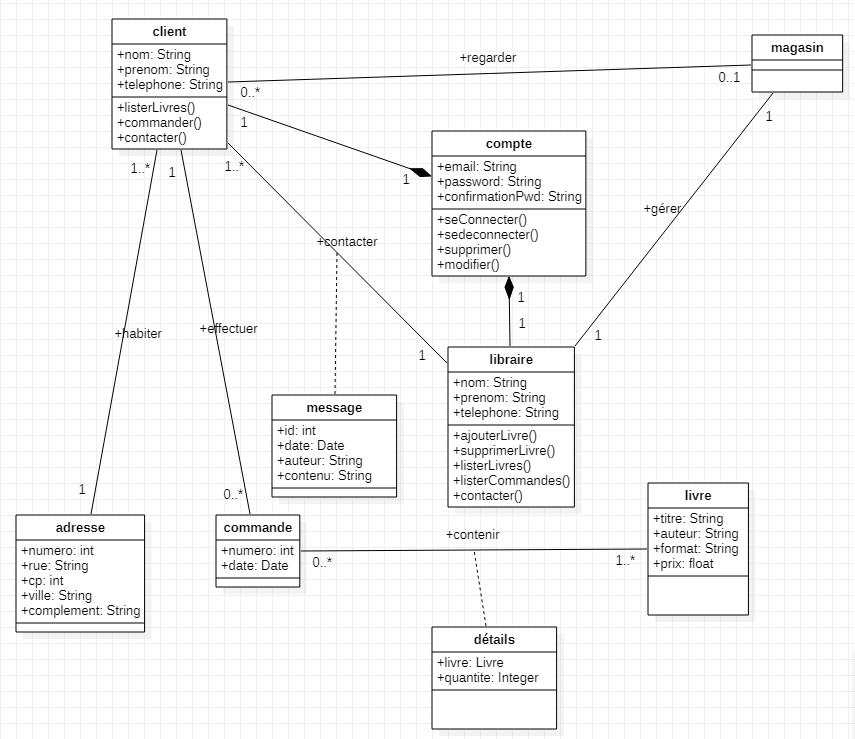 client
+nom: String
+prenom: String
+telephone: String
+listerLivres()
+commander()
+contacter()
magasin
+regarder
0..*
0..1
compte
+email: String
+password: String
+confirmationPwd: String
+seConnecter()
+sedeconnecter()
+supprimer()
+modifier()
1
1
1
1
+gérer
1
1
1..*
+contacter
1
libraire
+nom: String
+prenom: String
+telephone: String
+ajouterLivre()
+supprimerLivre()
+listerLivres()
+listerCommandes()
+contacter()
message
+id: int
+date: Date
+auteur: String
+contenu: String
1..*
+habiter
1
1
+effectuer
0..*
adresse
+numero: int
+rue: String
+cp: int
+ville: String
+complement: String
commande
+numero: int
+date: Date
0..*
+contenir
1..*
livre
+titre: String
+auteur: String
+format: String
+prix: float
détails
+livre: Livre
+quantite: Integer